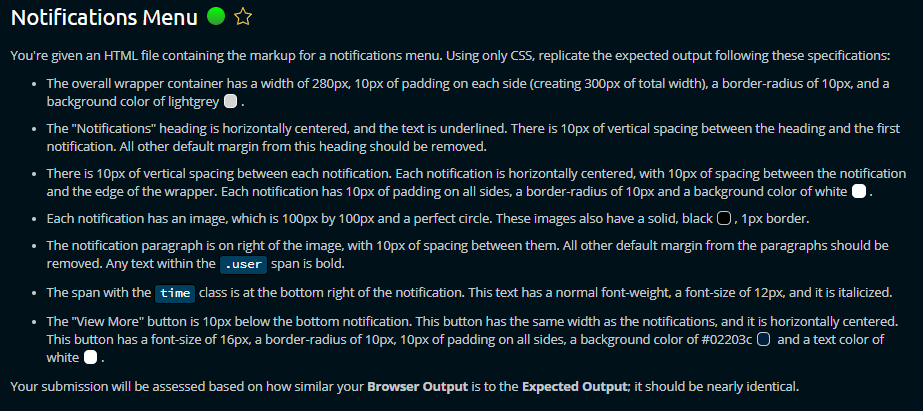 Notifications Menu
You're given an HTML file containing the markup for a notifications menu. Using only CSS, replicate the expected output following these specifications:
• The overall wrapper container has a width of 280px, 10px of padding on each side (creating 300px of total width), a border-radius of 10px, and a
background color of lightgrey .
• The "Notifications" heading is horizontally centered, and the text is underlined. There is 10px of vertical spacing between the heading and the first
notification. All other default margin from this heading should be removed.
• There is 10px of vertical spacing between each notification. Each notification is horizontally centered, with 10px of spacing between the notification
and the edge of the wrapper. Each notification has 10px of padding on all sides, a border-radius of 10px and a background color of white .
• Each notification has an image, which is 100px by 100px and a perfect circle. These images also have a solid, black , 1px border.
• The notification paragraph is on right of the image, with 10px of spacing between them. All other default margin from the paragraphs should be
removed. Any text within the .user span is bold.
• The span with the time class is at the bottom right of the notification. This text has a normal font-weight, a font-size of 12px, and it is italicized.
• The "View More" button is 10px below the bottom notification. This button has the same width as the notifications, and it is horizontally centered.
This button has a font-size of 16px, a border-radius of 10px, 10px of padding on all sides, a background color of #02203c and a text color of
white .
Your submission will be assessed based on how similar your Browser Output is to the Expected Output; it should be nearly identical.